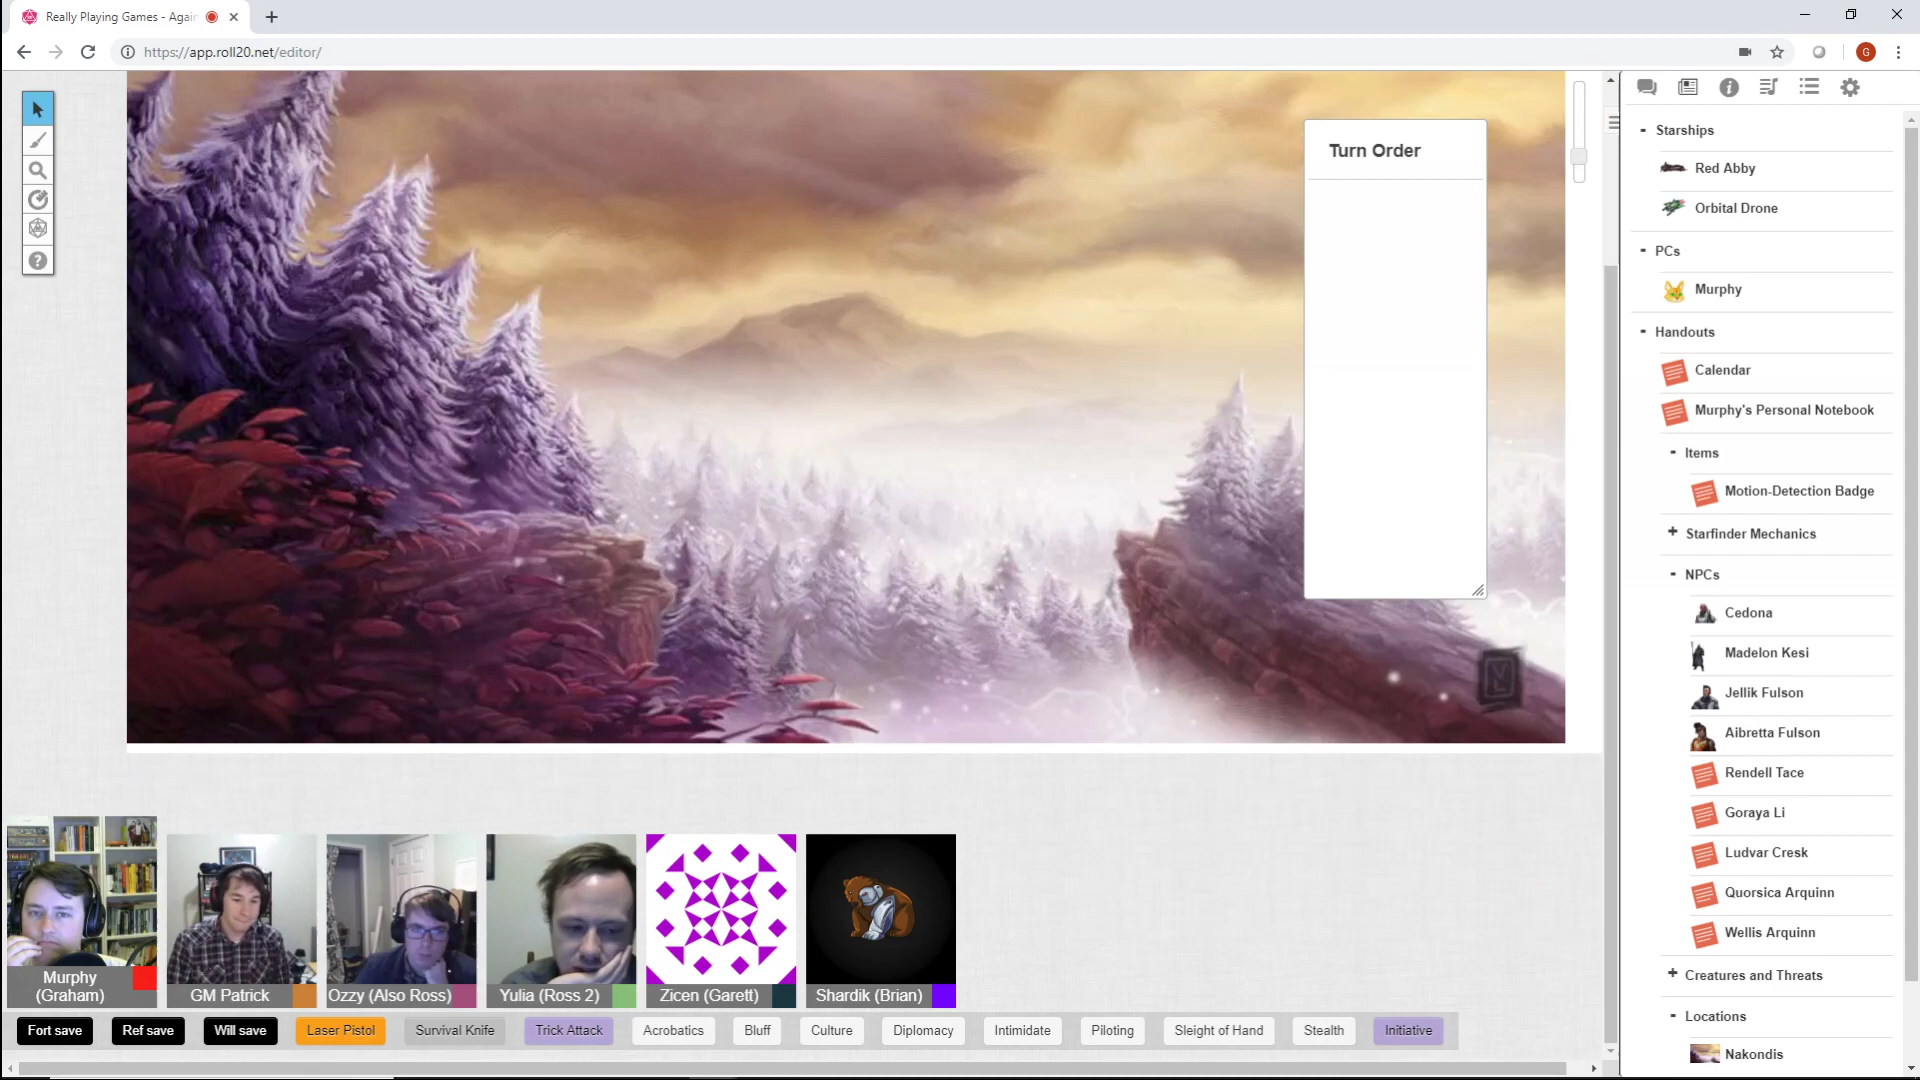 Really Playing Games - Again
https://app.roll20.net/editor/
G
Turn Order
Starships
Red Abby
Orbital Drone
PCs
Murphy
Handouts
Calendar
Murphy's Personal Notebook
Items
Motion-Detection Badge
Starfinder Mechanics
NPCs
Cedona
Madelon Kesi
Jellik Fulson
Aibretta Fulson
Rendell Tace
Goraya Li
Ludvar Cresk
Quorsica Arquinn
Wellis Arquinn
Creatures and Threats
Locations
Nakondis
Murphy
(Graham)
GM Patrick
Ozzy (Also Ross)
Yulia (Ross 2)
Zicen (Garett)
Shardik (Brian)
Fort save Ref save Will save Laser Pistol Survival Knife Trick Attack Acrobatics Bluff Culture Diplomacy Intimidate Piloting Sleight of Hand Stealth Initiative